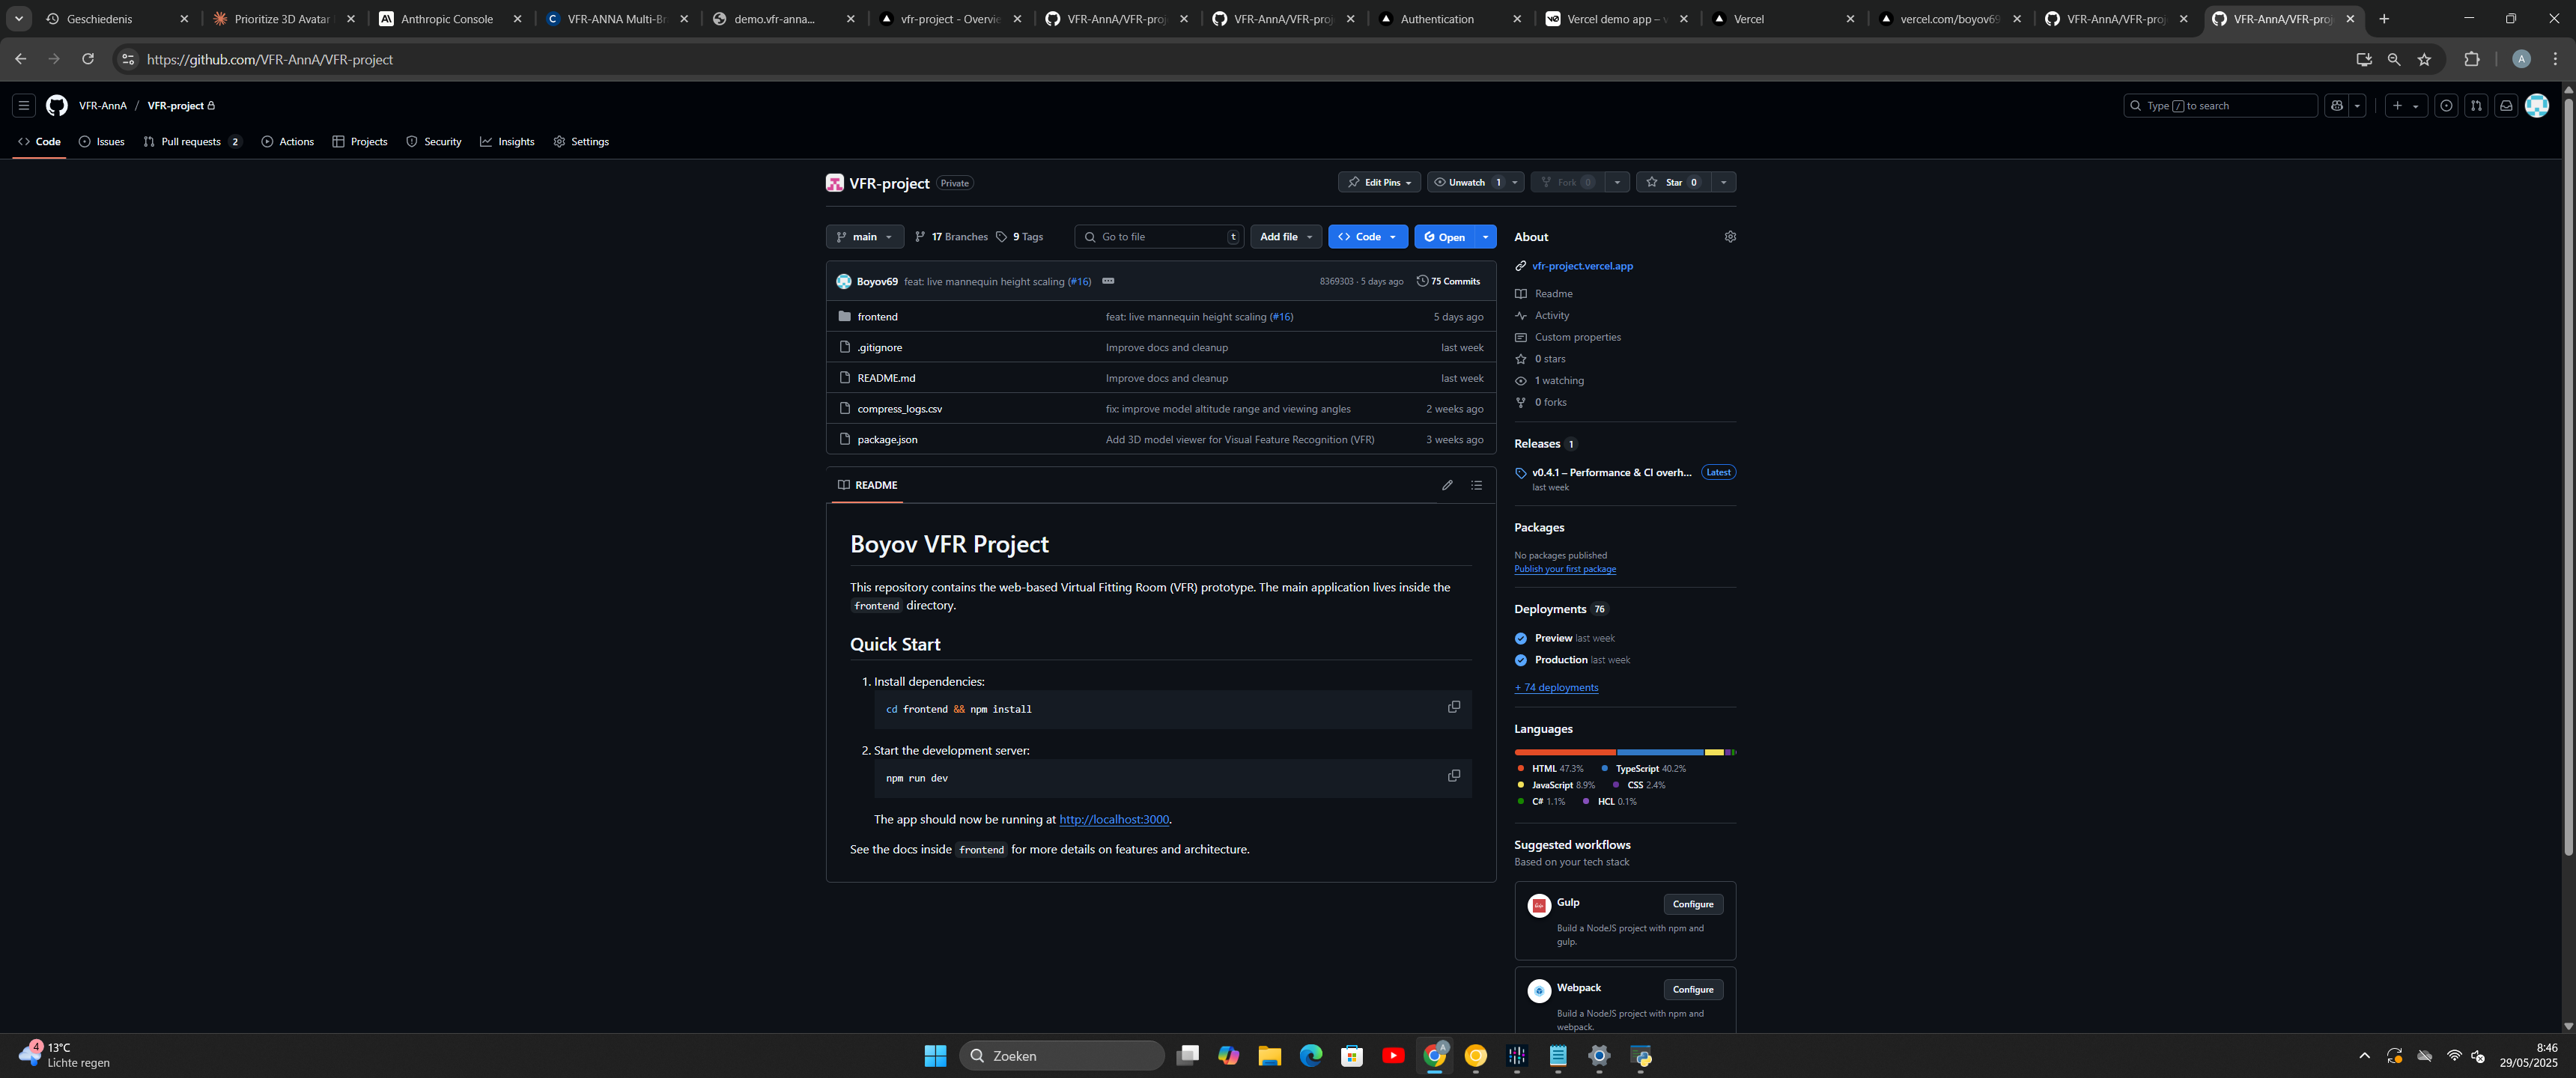 Geschiedenis
Prioritize 3D Avatar
Anthropic Console
VFR-ANNA Multi-Br
demo.vfr-anna...
vfr-project - Overvie
VFR-AnnA/VFR-proj
VFR-AnnA/VFR-proj
Authentication
Vercel demo app – v
Vercel
vercel.com/boyov69
VFR-AnnA/VFR-proj
VFR-AnnA/VFR-proj
https://github.com/VFR-AnnA/VFR-project
A
VFR-AnnA / VFR-project
Type / to search
Code
Issues
Pull requests 2
Actions
Projects
Security
Insights
Settings
VFR-project Private
Edit Pins
Unwatch 1
Fork 0
Star 0
main
17 Branches
9 Tags
Go to file t
Add file
Code
Open
Boyov69 feat: live mannequin height scaling (#16)
8369303 · 5 days ago
75 Commits
frontend feat: live mannequin height scaling (#16) 5 days ago
.gitignore Improve docs and cleanup last week
README.md Improve docs and cleanup last week
compress_logs.csv fix: improve model altitude range and viewing angles 2 weeks ago
package.json Add 3D model viewer for Visual Feature Recognition (VFR) 3 weeks ago
README
Boyov VFR Project
This repository contains the web-based Virtual Fitting Room (VFR) prototype. The main application lives inside the
frontend directory.
Quick Start
1. Install dependencies:
cd frontend && npm install
2. Start the development server:
npm run dev
The app should now be running at http://localhost:3000.
See the docs inside frontend for more details on features and architecture.
About
vfr-project.vercel.app
Readme
Activity
Custom properties
0 stars
1 watching
0 forks
Releases 1
v0.4.1 – Performance & CI overh... Latest
last week
Packages
No packages published
Publish your first package
Deployments 76
Preview last week
Production last week
+ 74 deployments
Languages
HTML 47.3% TypeScript 40.2%
JavaScript 8.9% CSS 2.4%
C# 1.1% HCL 0.1%
Suggested workflows
Based on your tech stack
Gulp Configure
Build a NodeJS project with npm and
gulp.
Webpack Configure
Build a NodeJS project with npm and
webpack.
4
13°C
Lichte regen
Zoeken
A
8:46
29/05/2025